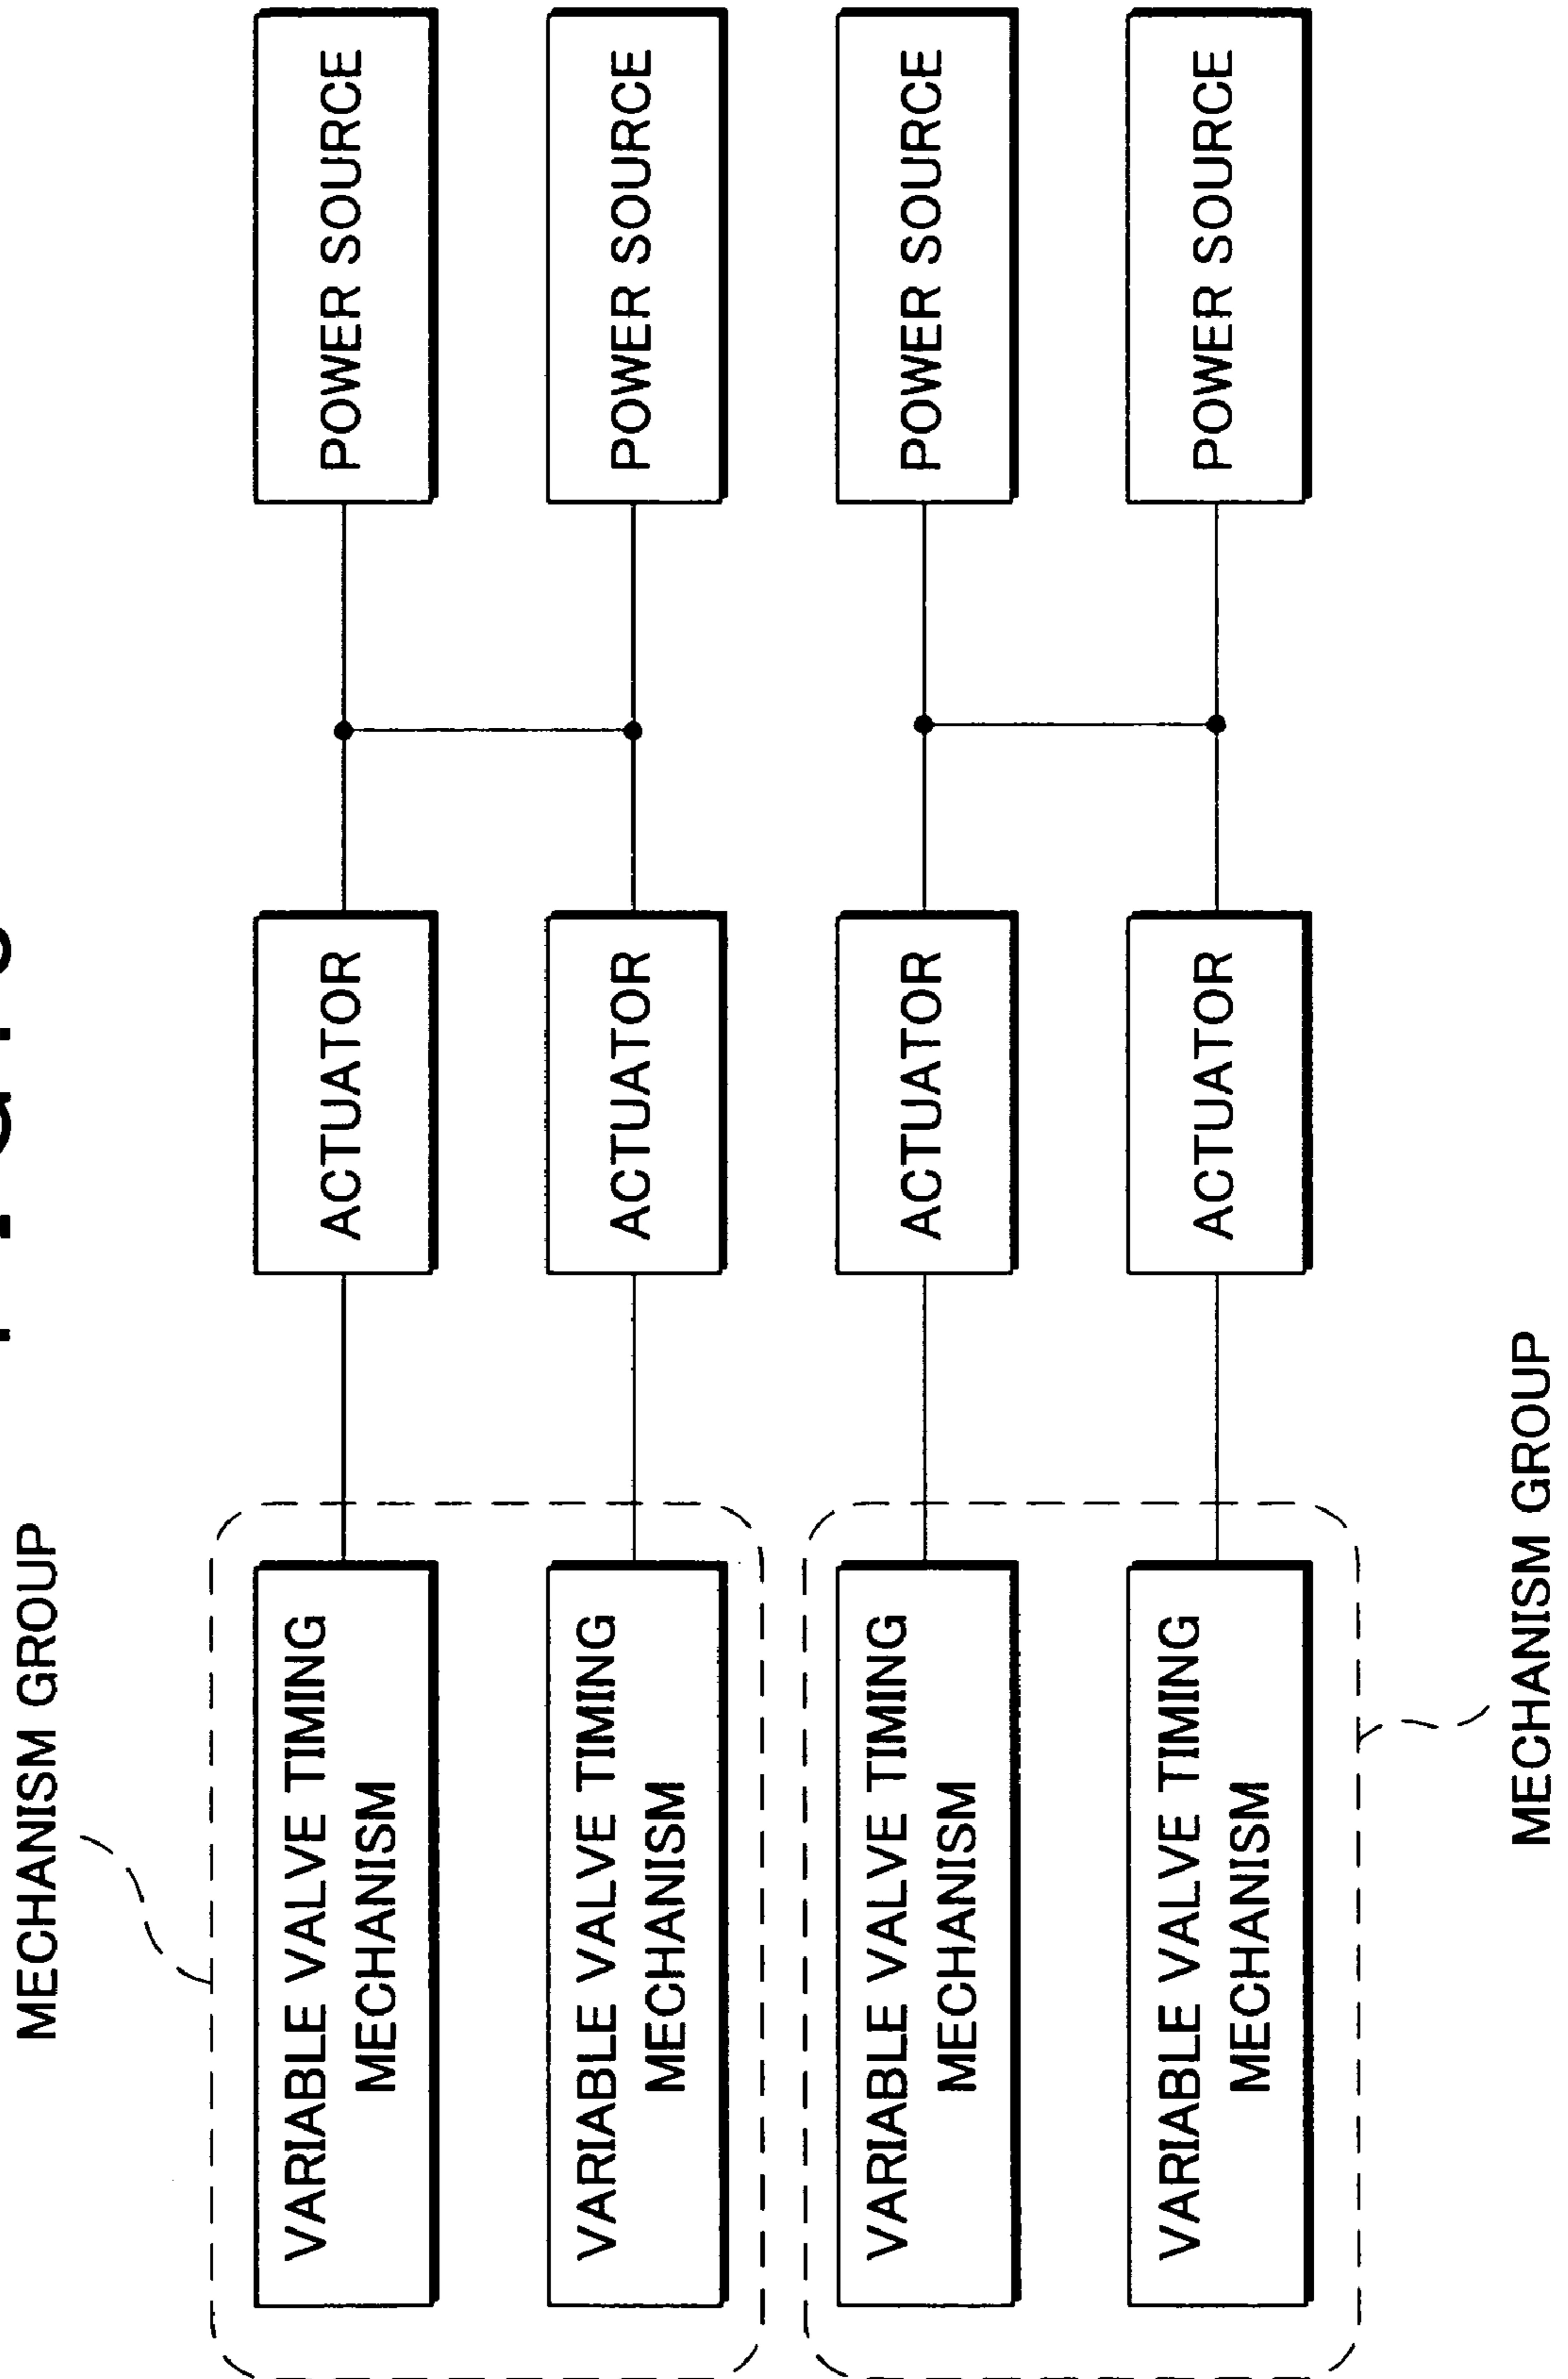 MECHANISM GROUP
VARIABLE VALVE TIMING
MECHANISM
ACTUATOR
POWER SOURCE
VARIABLE VALVE TIMING
MECHANISM
ACTUATOR
POWER SOURCE
VARIABLE VALVE TIMING
MECHANISM
ACTUATOR
POWER SOURCE
VARIABLE VALVE TIMING
MECHANISM
ACTUATOR
POWER SOURCE
MECHANISM GROUP